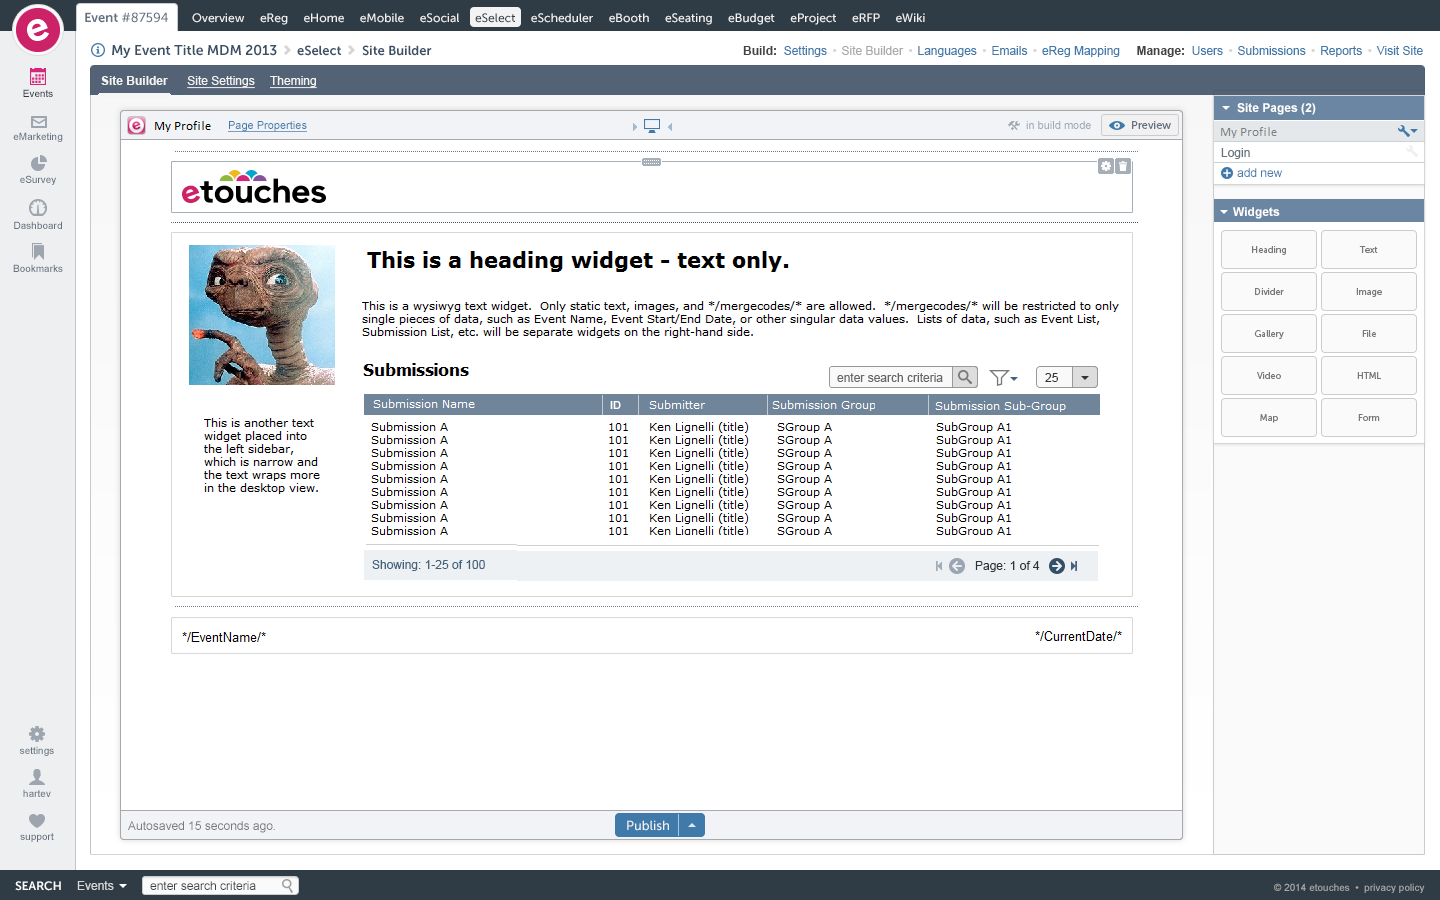 Event #87594
Overview
eReg
eHome
eMobile
eSocial
eSelect
eScheduler
eBooth
eSeating
eBudget
eProject
eRFP
eWiki
e
My Event Title MDM 2013
eSelect
Site Builder
Build: Settings • Site Builder • Languages • Emails • eReg Mapping
Manage: Users • Submissions • Reports • Visit Site
Events
eMarketing
eSurvey
Dashboard
Bookmarks
settings
hartev
support
Site Builder
Site Settings
Theming
e
My Profile
Page Properties
in build mode
Preview
etouches
This is a heading widget - text only.
This is a wysiwyg text widget. Only static text, images, and */mergecodes/* are allowed. */mergecodes/* will be restricted to only
single pieces of data, such as Event Name, Event Start/End Date, or other singular data values. Lists of data, such as Event List,
Submission List, etc. will be separate widgets on the right-hand side.
This is another text
widget placed into
the left sidebar,
which is narrow and
the text wraps more
in the desktop view.
Submissions
enter search criteria
25
Submission Name ID Submitter Submission Group Submission Sub-Group
Submission A 101 Ken Lignelli (title) SGroup A SubGroup A1
Submission A 101 Ken Lignelli (title) SGroup A SubGroup A1
Submission A 101 Ken Lignelli (title) SGroup A SubGroup A1
Submission A 101 Ken Lignelli (title) SGroup A SubGroup A1
Submission A 101 Ken Lignelli (title) SGroup A SubGroup A1
Submission A 101 Ken Lignelli (title) SGroup A SubGroup A1
Submission A 101 Ken Lignelli (title) SGroup A SubGroup A1
Submission A 101 Ken Lignelli (title) SGroup A SubGroup A1
Submission A 101 Ken Lignelli (title) SGroup A SubGroup A1
Showing: 1-25 of 100
Page: 1 of 4
*/EventName/*
*/CurrentDate/*
Autosaved 15 seconds ago.
Publish
Site Pages (2)
My Profile
Login
add new
Widgets
Heading
Text
Divider
Image
Gallery
File
Video
HTML
Map
Form
SEARCH
Events
enter search criteria
© 2014 etouches • privacy policy